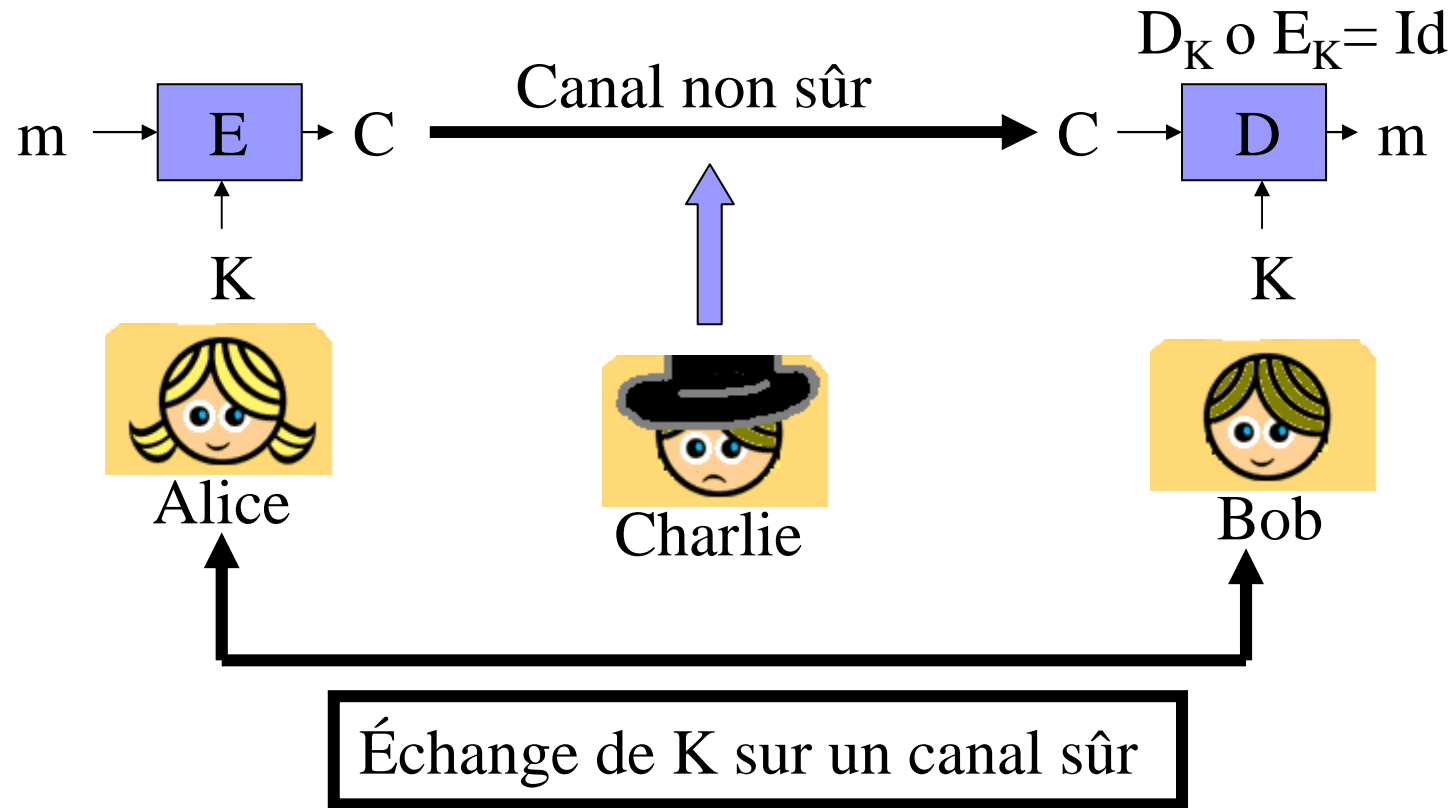 D_K o E_K= Id
Canal non sûr
m E C C D m
K K
Alice Charlie Bob
Échange de K sur un canal sûr